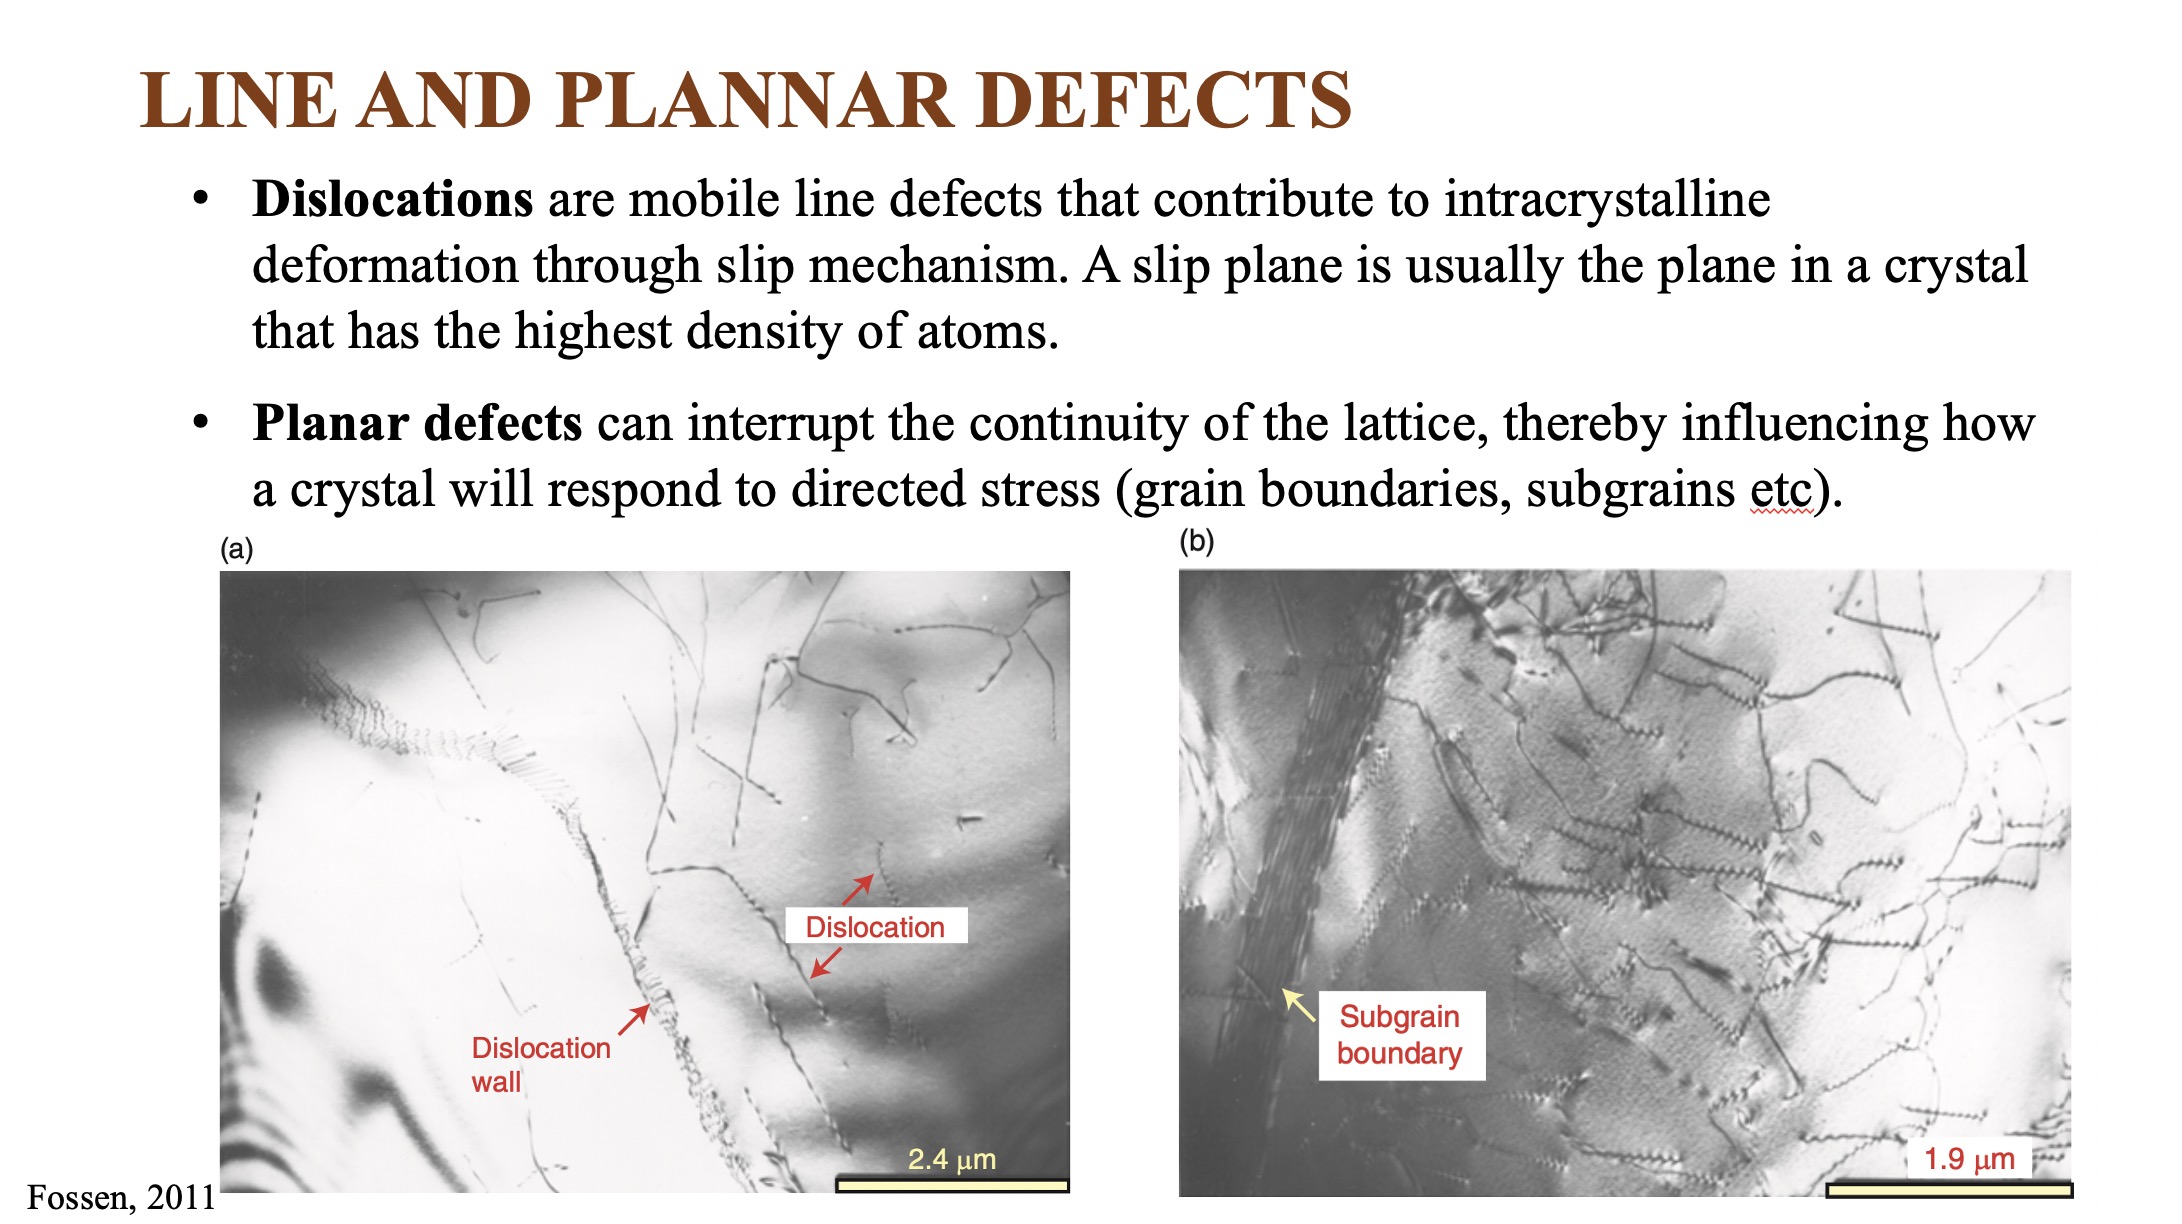 LINE AND PLANNAR DEFECTS
• Dislocations are mobile line defects that contribute to intracrystalline
deformation through slip mechanism. A slip plane is usually the plane in a crystal
that has the highest density of atoms.
• Planar defects can interrupt the continuity of the lattice, thereby influencing how
a crystal will respond to directed stress (grain boundaries, subgrains etc).
(a)
Dislocation
Dislocation
wall
2.4 μm
(b)
Subgrain
boundary
1.9 μm
Fossen, 2011